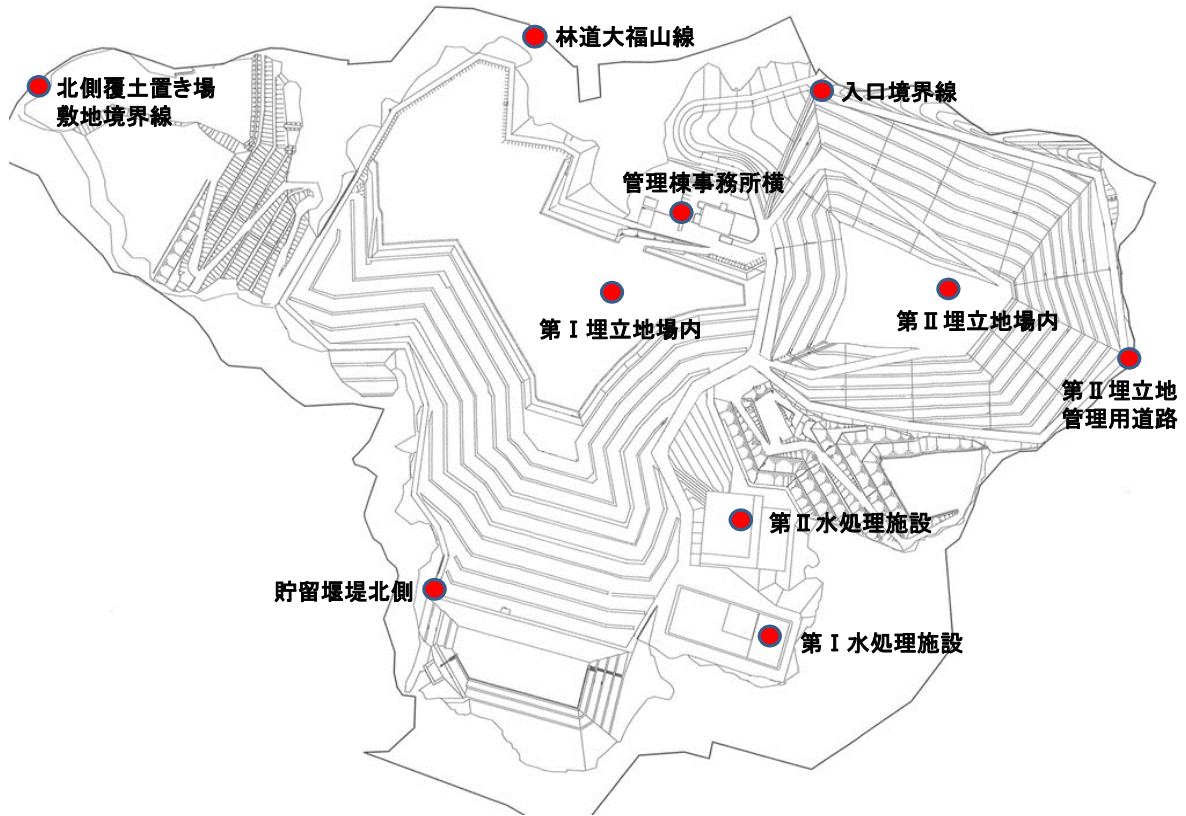 林道大福山線
北側覆土置き場
敷地境界線
入口境界線
管理棟事務所横
第Ⅰ埋立地場内
第Ⅱ埋立地場内
第Ⅱ埋立地
管理用道路
第Ⅱ水処理施設
貯留堰堤北側
第Ⅰ水処理施設